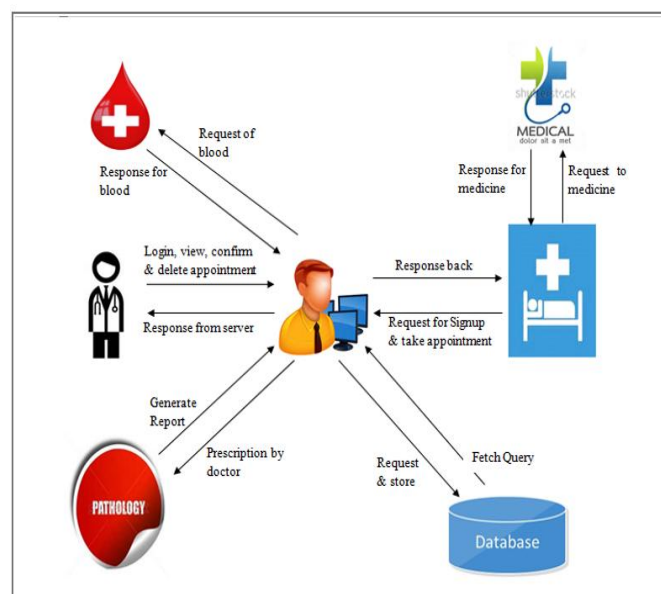 shutterstock
MEDICAL
dolor sit a met
Request of
blood
Response for
blood
Response for
medicine
Request to
medicine
Login, view, confirm
& delete appointment
Response back
Response from server
Request for Signup
& take appointment
Generate
Report
Prescription by
doctor
Request
& store
Fetch Query
PATHOLOGY
Database